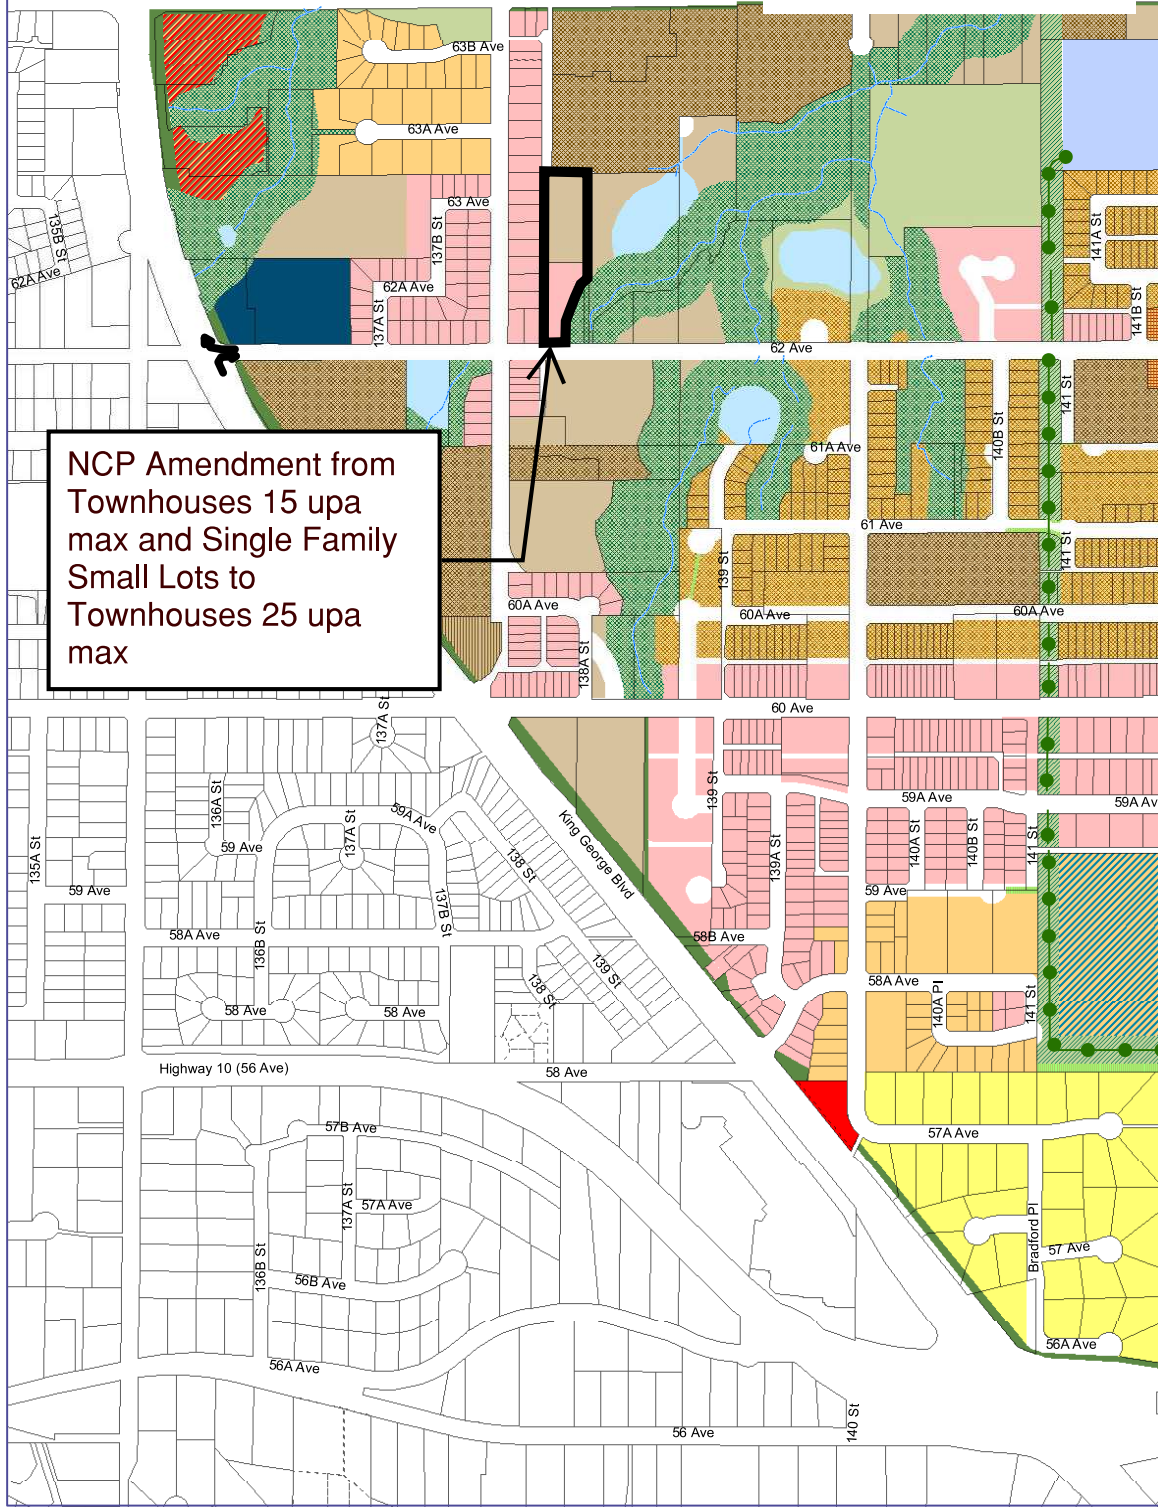 63B Ave
63A Ave
63 Ave
137B St
135B St
62A Ave
62A Ave
137A St
141A St
141B St
62 Ave
141 St
140B St
61A Ave
61 Ave
141 St
139 St
NCP Amendment from
Townhouses 15 upa
max and Single Family
Small Lots to
Townhouses 25 upa
max
60A Ave
60A Ave
60A Ave
138A St
60 Ave
137A St
136A St
59A Ave
137A St
59 Ave
135A St
59 Ave
138 St
King George Blvd
139 St
59A Ave
59A Av
139A St
140A St
140B St
141 St
59 Ave
137B St
58A Ave
136B St
58B Ave
139 St
138 St
58A Ave
140A Pl
141 St
58 Ave
58 Ave
Highway 10 (56 Ave)
58 Ave
57B Ave
57A Ave
137A St
57A Ave
136B St
56B Ave
Bradford Pl
57 Ave
56A Ave
56A Ave
56 Ave
140 St